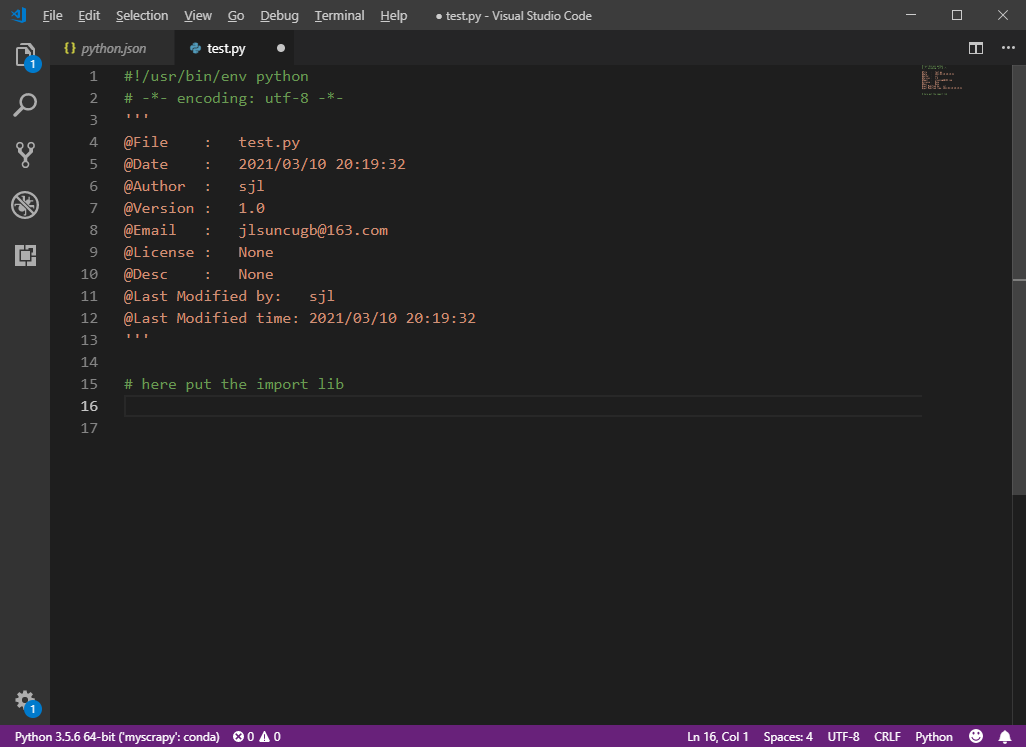 File Edit Selection View Go Debug Terminal Help ● test.py - Visual Studio Code
{} python.json test.py ●
1 #!/usr/bin/env python
2 # -*- encoding: utf-8 -*-
3 '''
4 @File    :   test.py
5 @Date    :   2021/03/10 20:19:32
6 @Author  :   sjl
7 @Version :   1.0
8 @Email   :   jlsuncugb@163.com
9 @License :   None
10 @Desc    :   None
11 @Last Modified by:   sjl
12 @Last Modified time: 2021/03/10 20:19:32
13 '''
14
15 # here put the import lib
16
17
1
1
Python 3.5.6 64-bit ('myscrapy': conda) 0 0 Ln 16, Col 1 Spaces: 4 UTF-8 CRLF Python